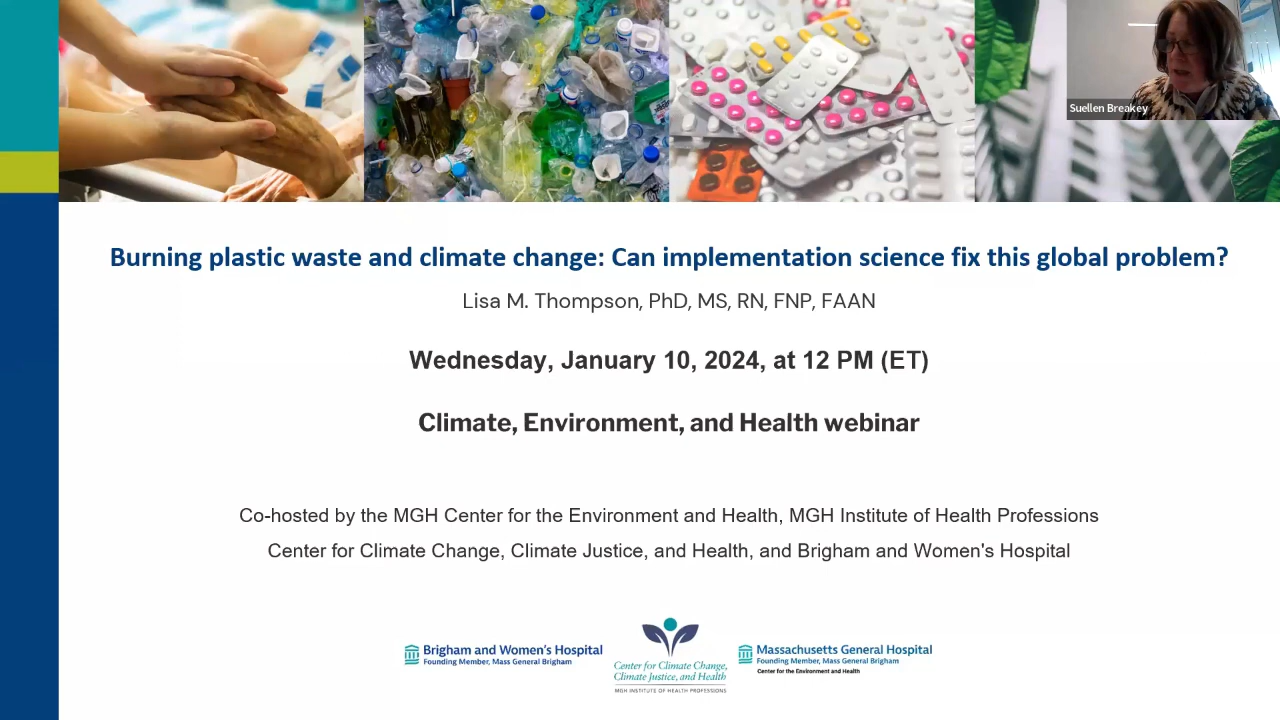 Suellen Breakey
Burning plastic waste and climate change: Can implementation science fix this global problem?
Lisa M. Thompson, PhD, MS, RN, FNP, FAAN
Wednesday, January 10, 2024, at 12 PM (ET)
Climate, Environment, and Health webinar
Co-hosted by the MGH Center for the Environment and Health, MGH Institute of Health Professions
Center for Climate Change, Climate Justice, and Health, and Brigham and Women's Hospital
Brigham and Women's Hospital
Founding Member, Mass General Brigham
Center for Climate Change,
Climate Justice, and Health
MGH INSTITUTE OF HEALTH PROFESSIONS
Massachusetts General Hospital
Founding Member, Mass General Brigham
Center for the Environment and Health